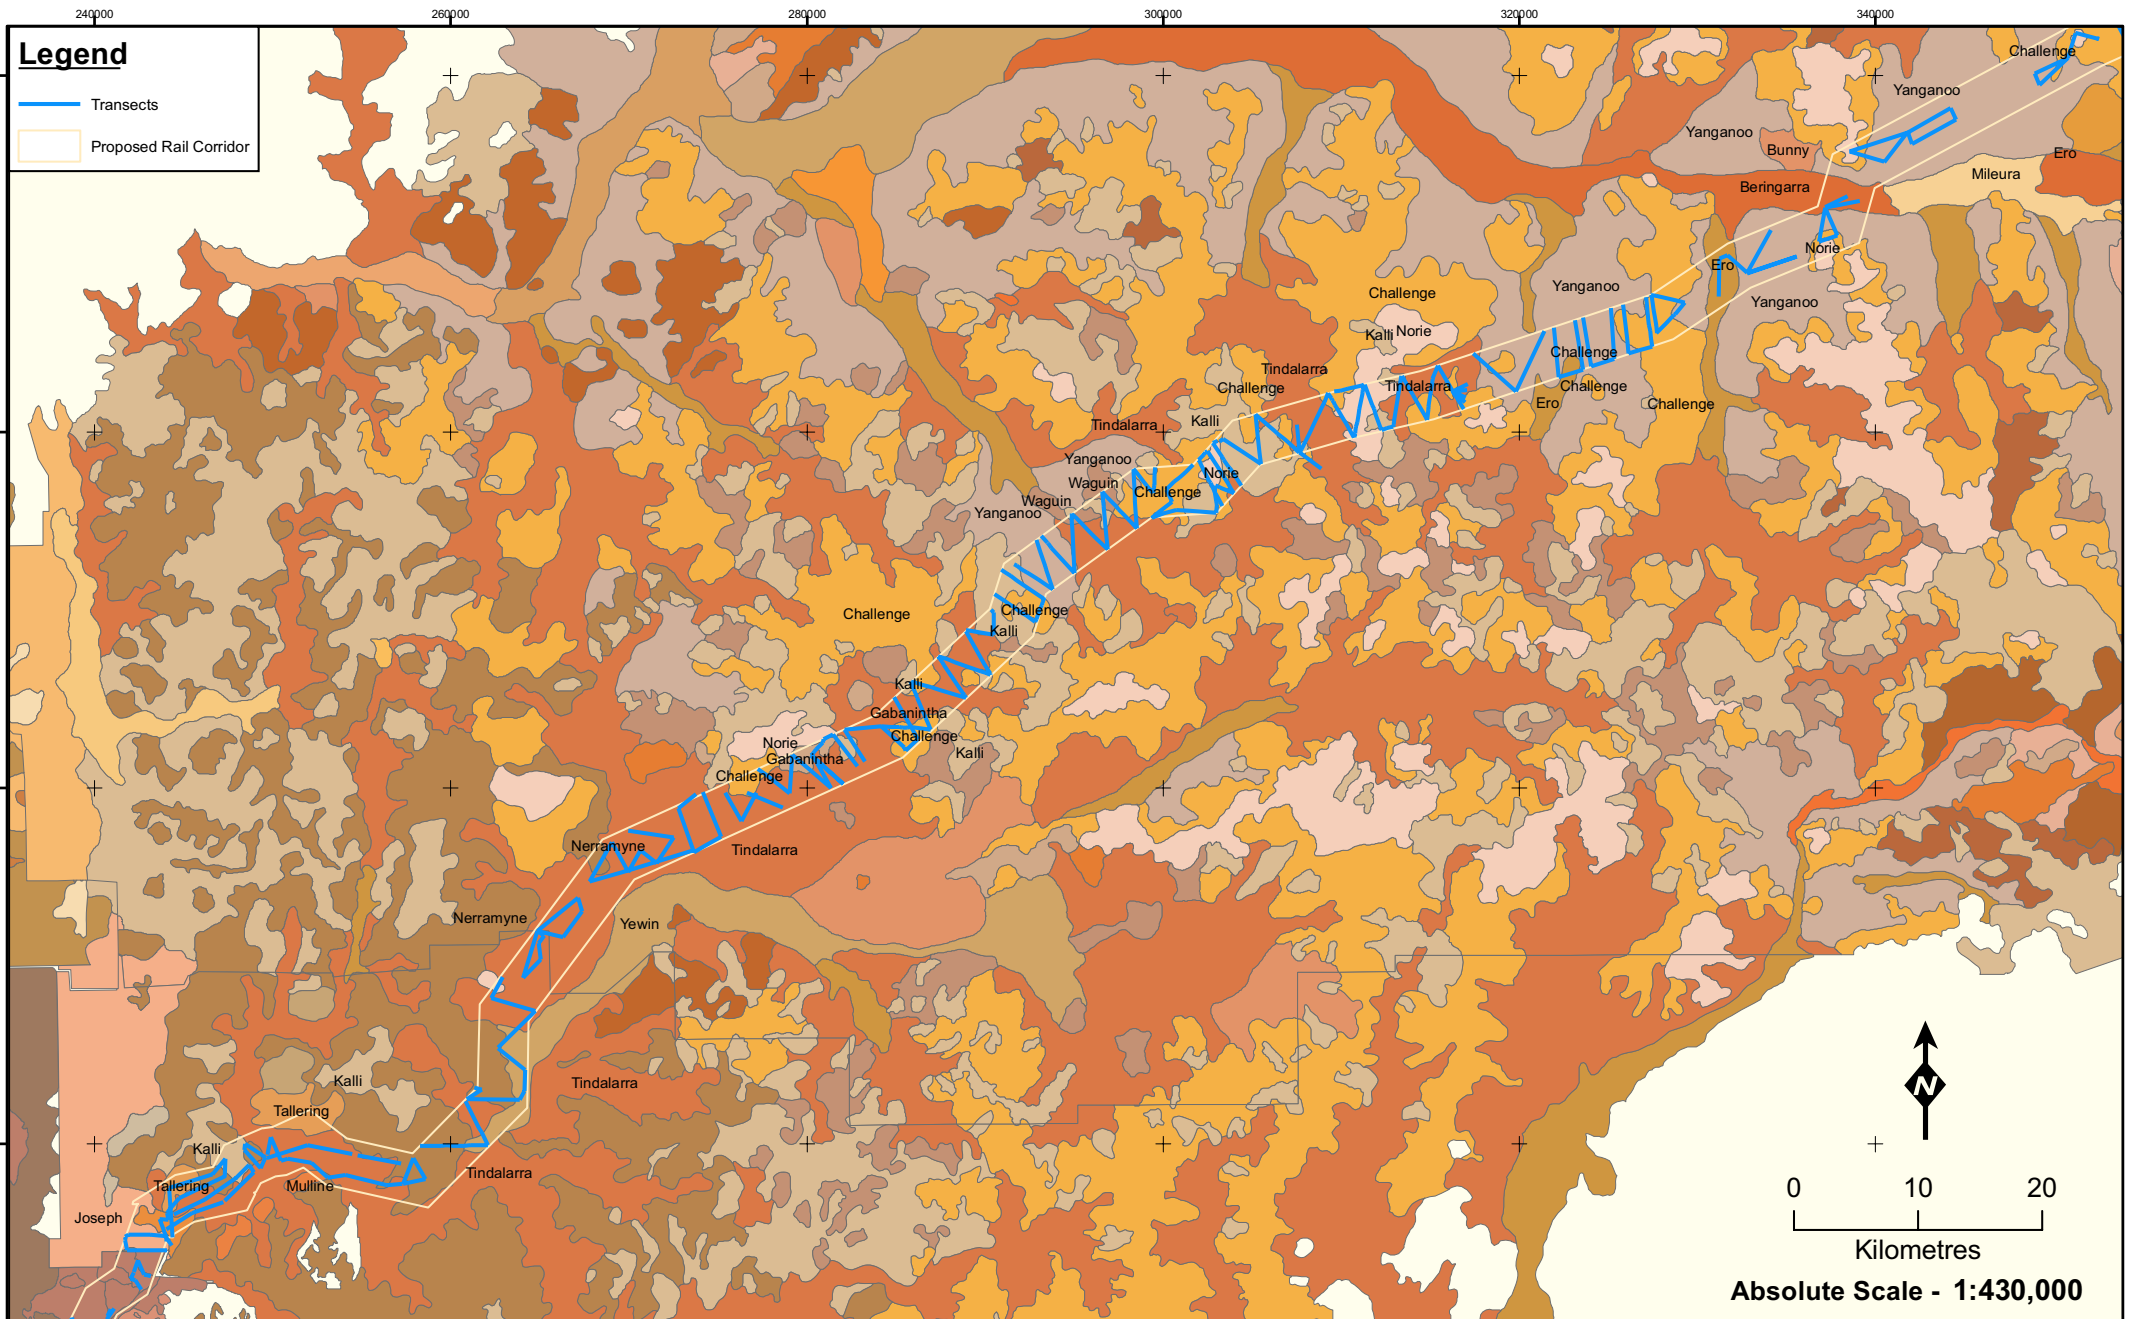 240000 260000 280000 300000 320000 340000
Legend
Transects
Proposed Rail Corridor
Challenge
Yanganoo
Yanganoo
Bunny
Ero
Mileura
Beringarra
Norie
Ero
Yanganoo
Challenge
Yanganoo
Kalli Norie
Challenge
Tindalarra
Challenge
Tindalarra
Challenge
Ero
Challenge
Kalli
Tindalarra
Yanganoo
Norie
Waguin
Challenge
Waguin
Yanganoo
Challenge
Challenge
Kalli
Kalli
Gabanintha
Challenge
Norie
Kalli
Gabanintha
Challenge
Nerramyne
Tindalarra
Nerramyne
Yewin
Kalli
Tindalarra
Tallering
Kalli
Tindalarra
Tallering
Mulline
Joseph
N
0 10 20
Kilometres
Absolute Scale - 1:430,000